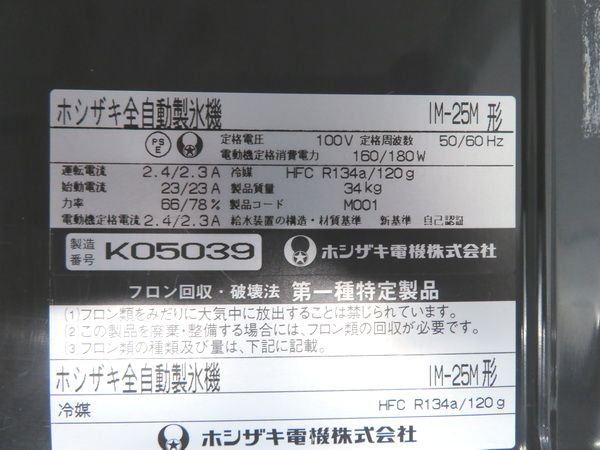 ホシザキ全自動製氷機 IM-25M 形
PS E 定格電圧 100V 定格周波数 50/60Hz
電動機定格消費電力 160/180W
運転電流 2.4/2.3A 冷媒 HFC R134a/120g
始動電流 23/23A 製品質量 34kg
力率 66/78% 製品コード M001
電動機定格電流 2.4/2.3A 給水装置の構造・材質基準 新基準 自己認証
製造番号 K05039 ホシザキ電機株式会社
フロン回収・破壊法 第一種特定製品
(1)フロン類をみだりに大気中に放出することは禁じられています。
(2)この製品を廃棄・整備する場合には、フロン類の回収が必要です。
(3)フロン類の種類及び量は、下記に記載。
ホシザキ全自動製氷機 IM-25M 形
冷媒 HFC R134a/120g
ホシザキ電機株式会社